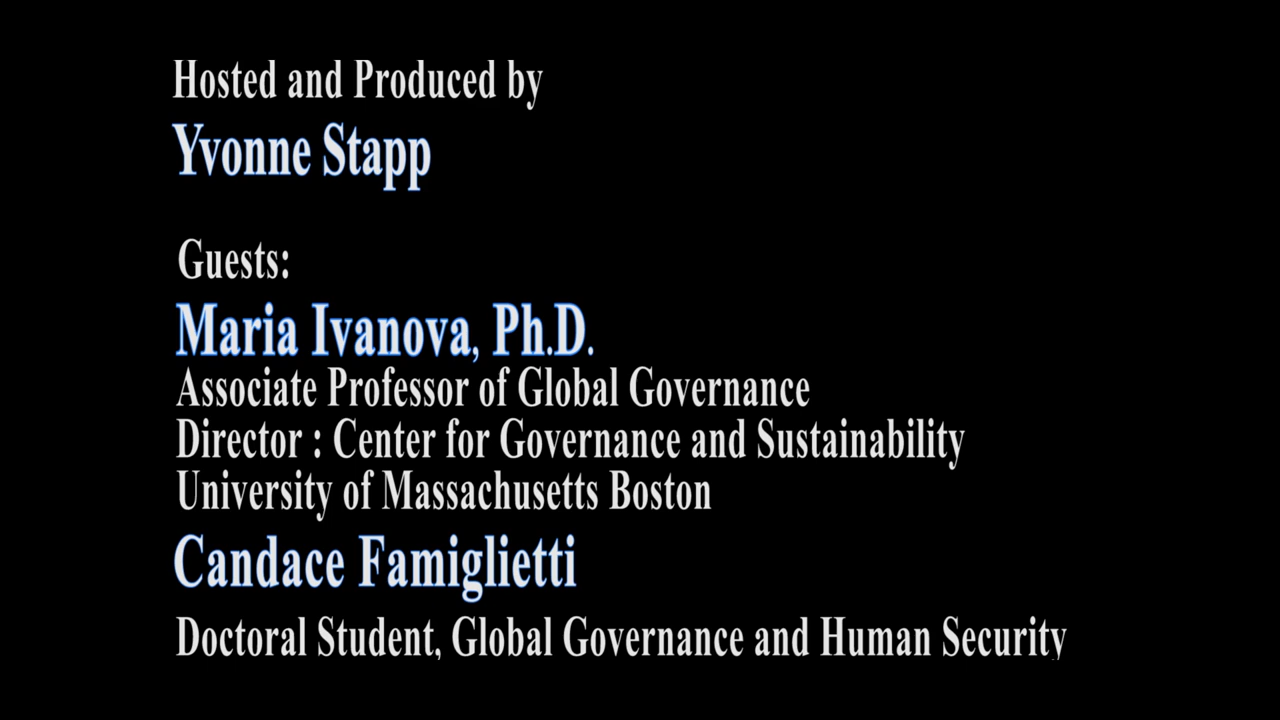 Hosted and Produced by
Yvonne Stapp
Guests:
Maria Ivanova, Ph.D.
Associate Professor of Global Governance
Director : Center for Governance and Sustainability
University of Massachusetts Boston
Candace Famiglietti
Doctoral Student, Global Governance and Human Security